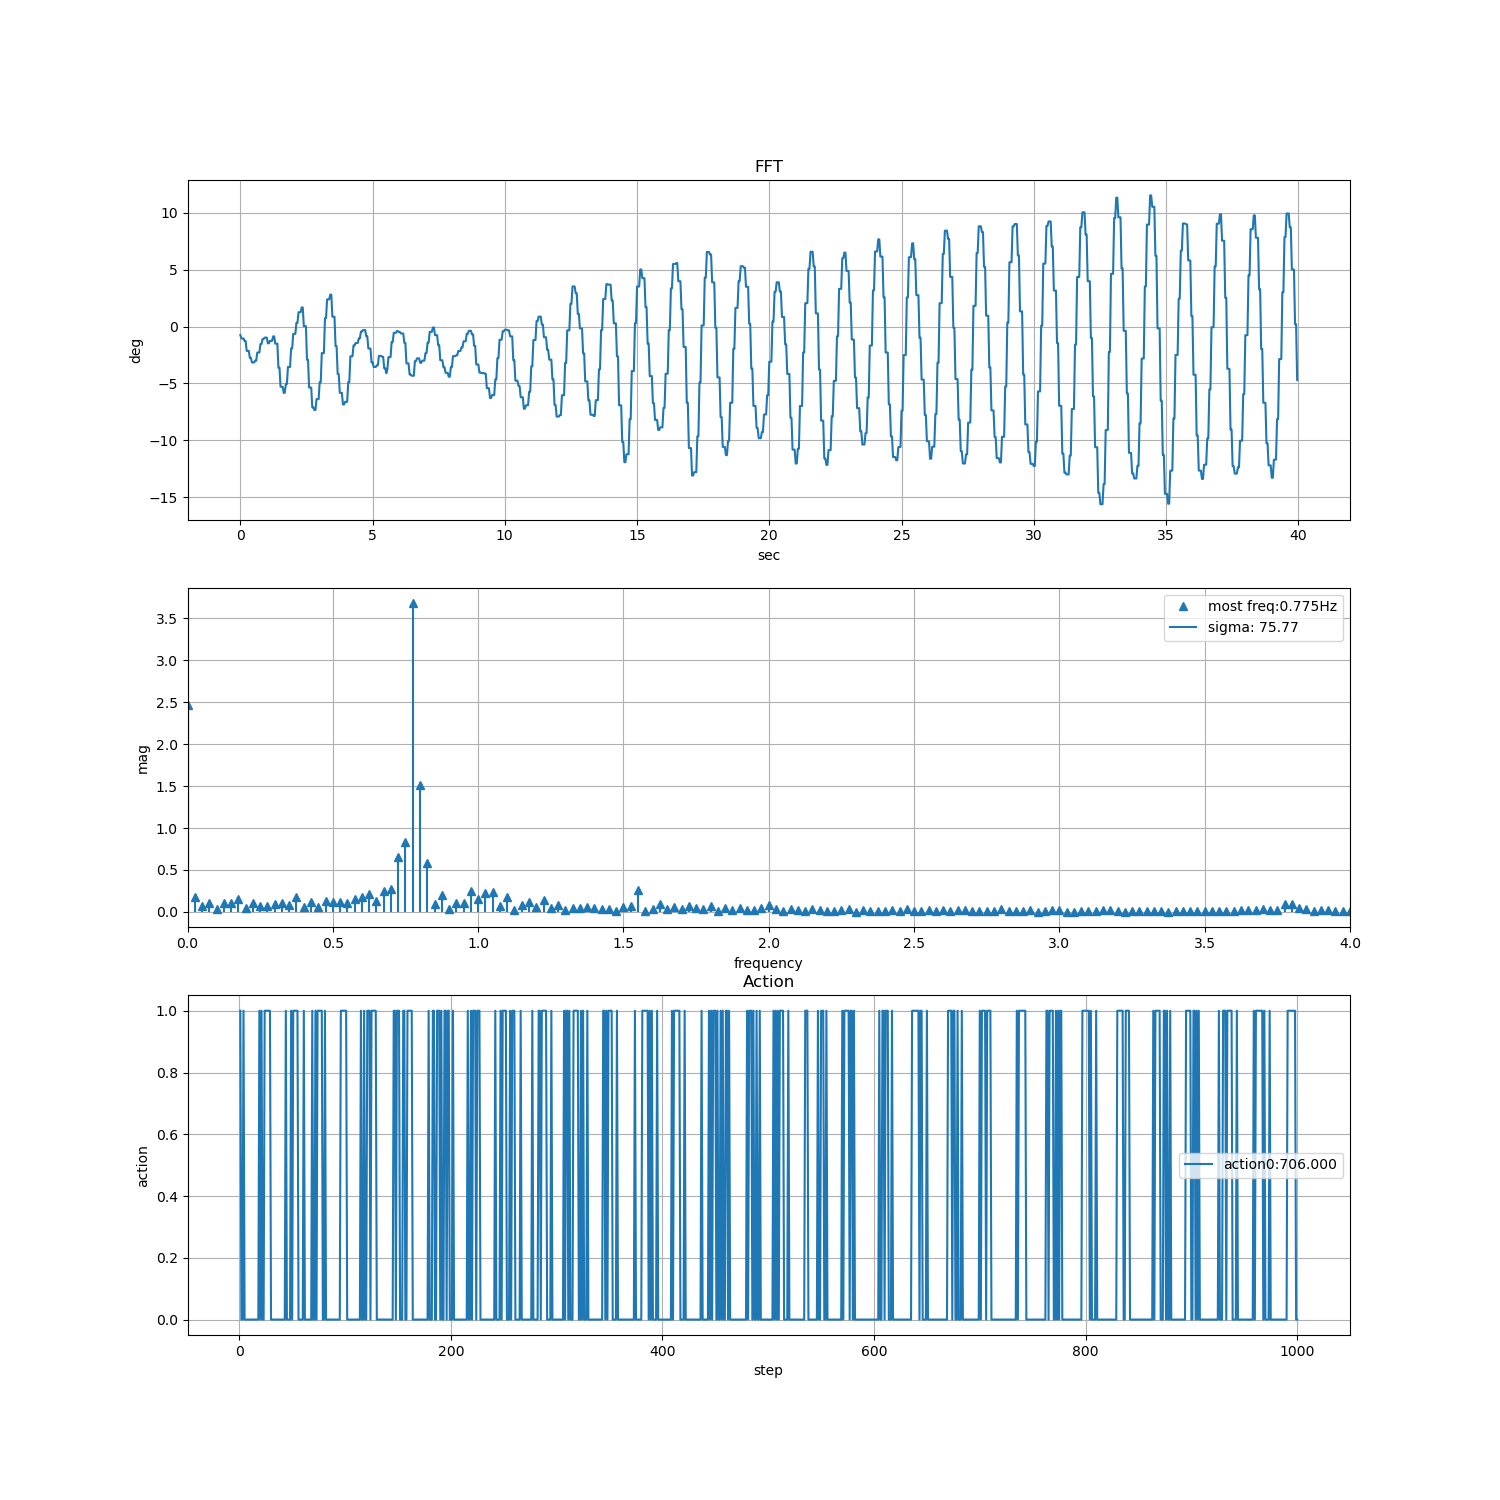 FFT
10
5
0
−5
−10
−15
deg
0 5 10 15 20 25 30 35 40
sec
3.5
3.0
2.5
2.0
1.5
1.0
0.5
0.0
mag
most freq:0.775Hz
sigma: 75.77
0.0 0.5 1.0 1.5 2.0 2.5 3.0 3.5 4.0
frequency
Action
1.0
0.8
0.6
0.4
0.2
0.0
action
action0:706.000
0 200 400 600 800 1000
step